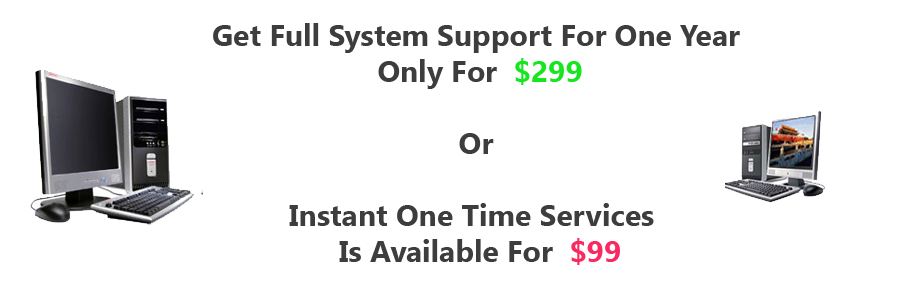 Get Full System Support For One Year
Only For $299
Or
Instant One Time Services
Is Available For $99